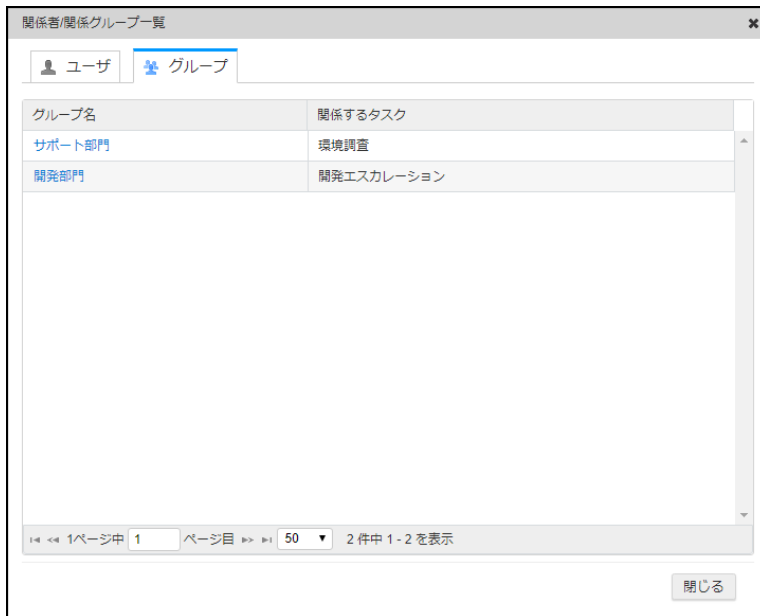 関係者/関係グループ一覧
ユーザ グループ
グループ名 関係するタスク
サポート部門 環境調査
開発部門 開発エスカレーション
1ページ中 1 ページ目 50 2 件中 1 - 2 を表示
閉じる